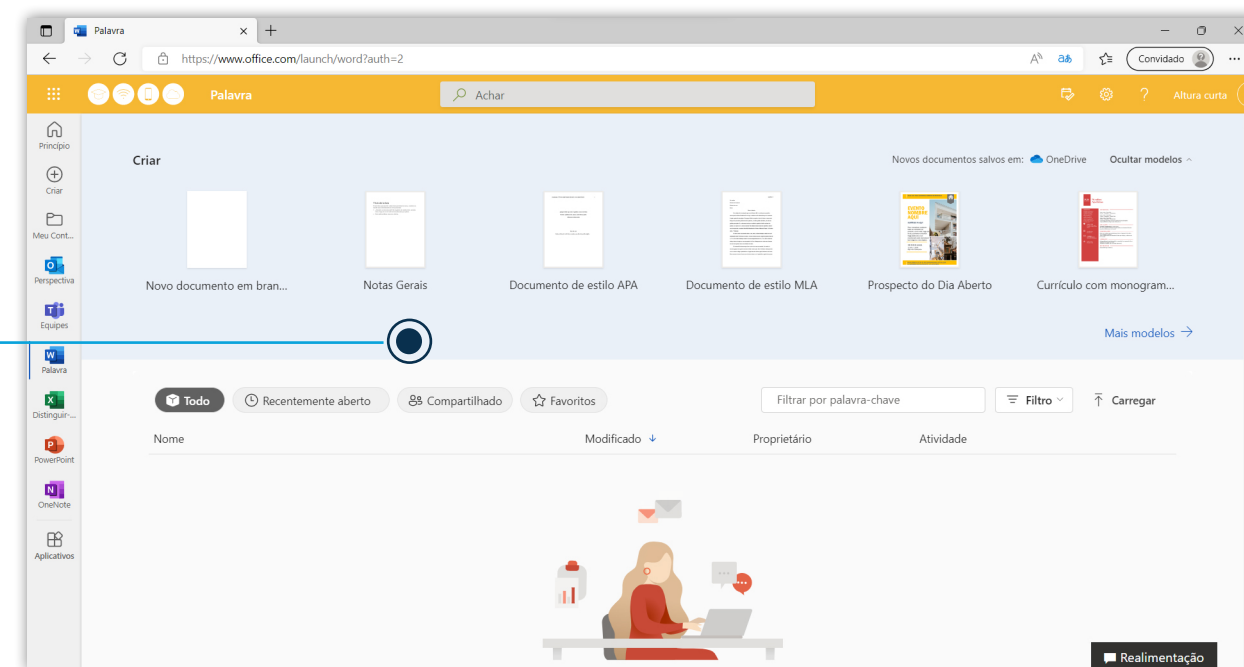 Palavra
https://www.office.com/launch/word?auth=2
Convidado
Palavra
Achar
Altura curta
Princípio
Criar
Meu Cont...
Perspectiva
Equipes
Palavra
Distinguir-...
PowerPoint
OneNote
Aplicativos
Criar
Novos documentos salvos em: OneDrive Ocultar modelos
Novo documento em bran... Notas Gerais Documento de estilo APA Documento de estilo MLA Prospecto do Dia Aberto Currículo com monogram...
Mais modelos
Todo Recentemente aberto Compartilhado Favoritos Filtrar por palavra-chave Filtro Carregar
Nome Modificado Proprietário Atividade
Realimentação